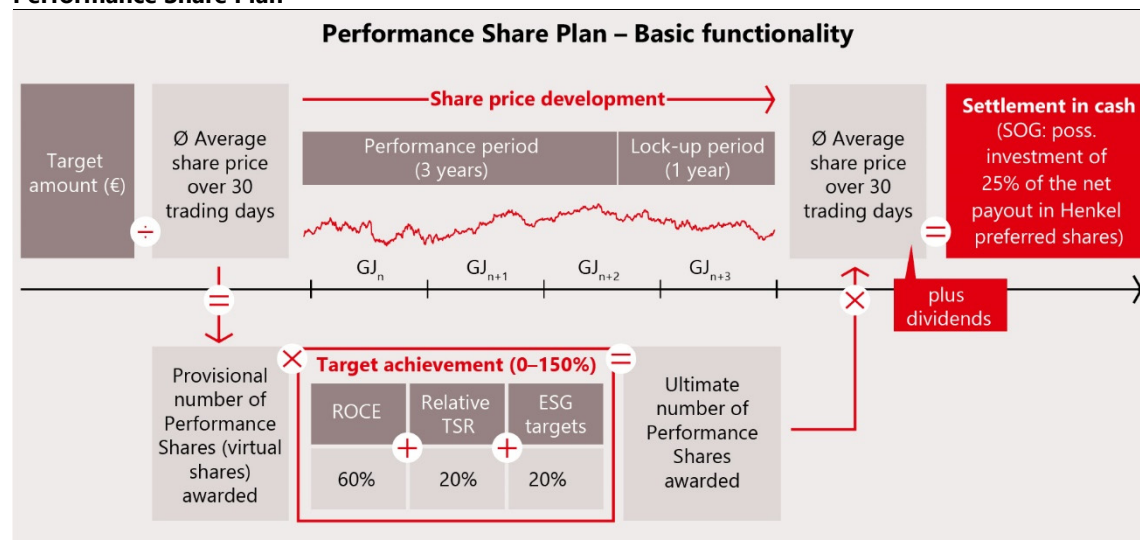 Performance Share Plan – Basic functionality
Target
amount (€)
÷
Ø Average
share price
over 30
trading days
Share price development
Performance period
(3 years)
Lock-up period
(1 year)
Ø Average
share price
over 30
trading days
=
Settlement in cash
(SOG: poss.
investment of
25% of the net
payout in Henkel
preferred shares)
GJn
GJn+1
GJn+2
GJn+3
plus
dividends
=
×
Provisional
number of
Performance
Shares (virtual
shares)
awarded
×
Target achievement (0–150%)
=
ROCE
Relative
TSR
ESG
targets
+
+
60%
20%
20%
Ultimate
number of
Performance
Shares
awarded